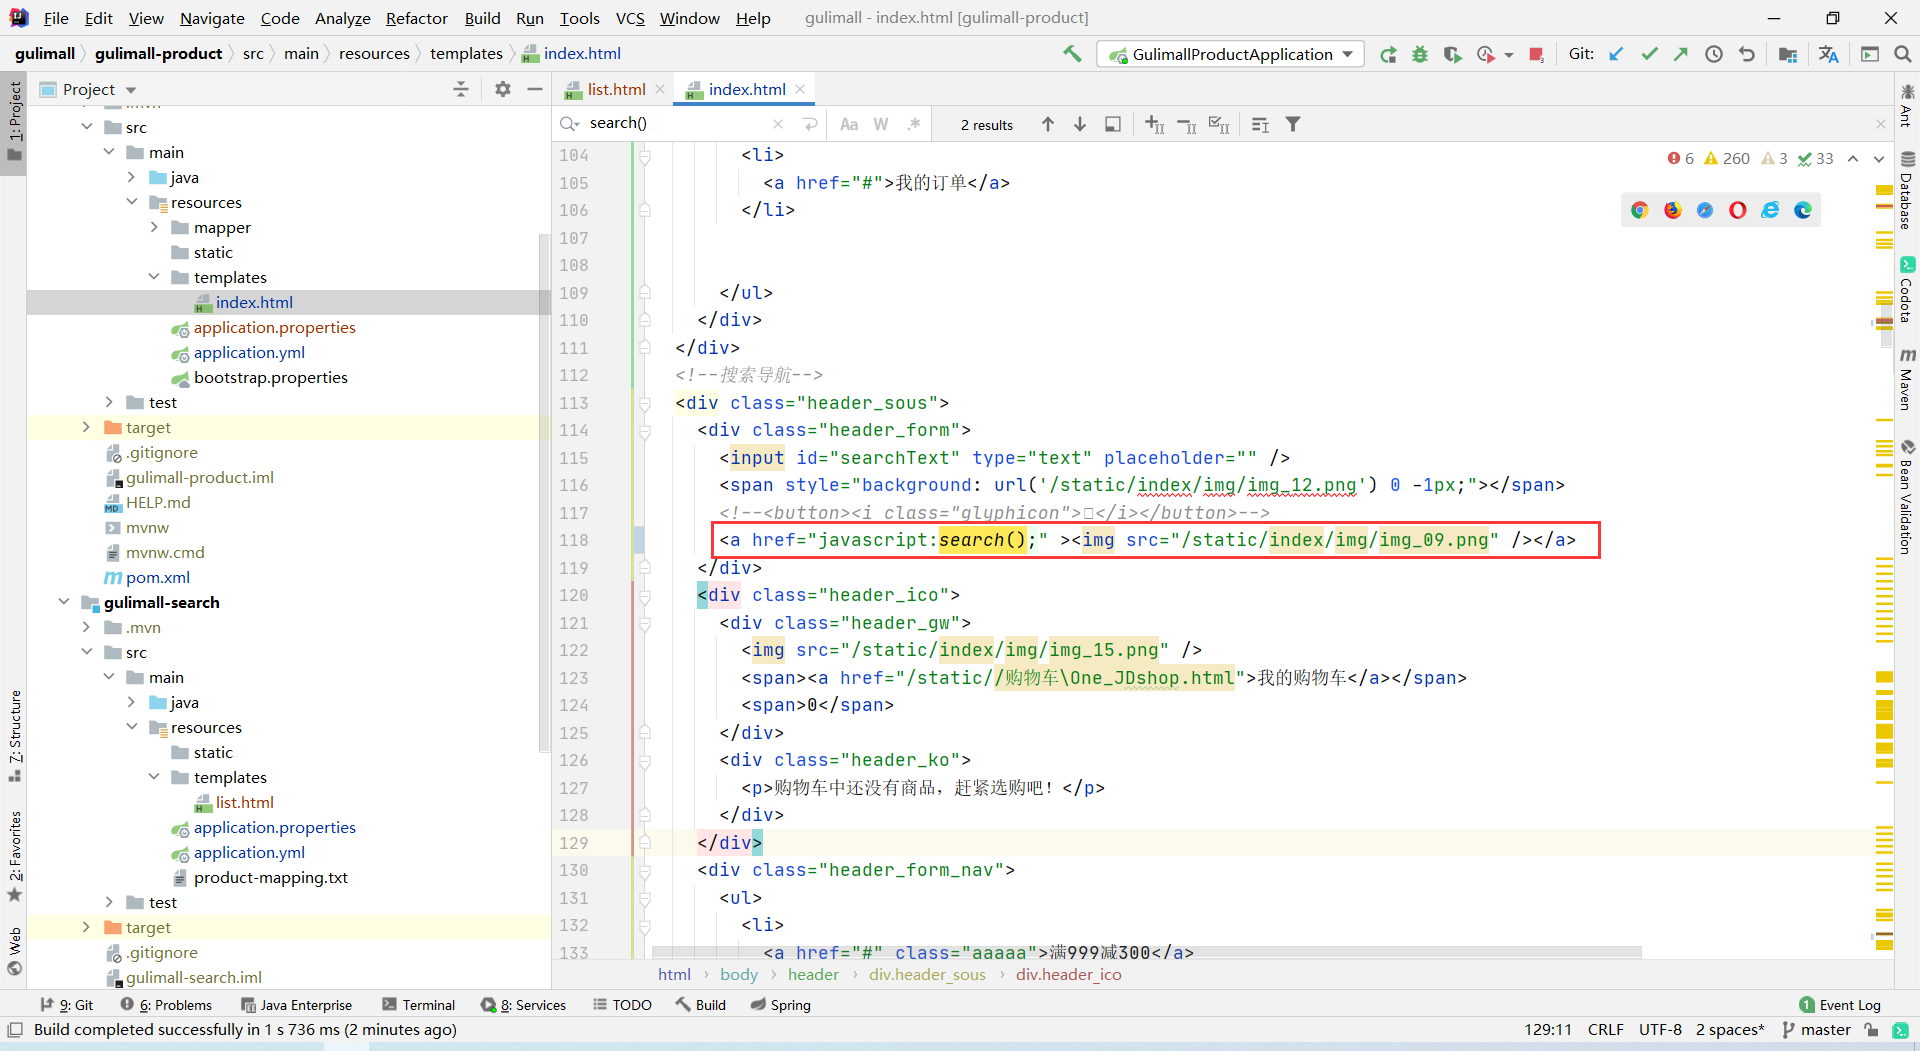 File Edit View Navigate Code Analyze Refactor Build Run Tools VCS Window Help gulimall - index.html [gulimall-product]
gulimall gulimall-product src main resources templates index.html GulimallProductApplication Git:
Project
list.html
index.html
search()
Aa W .* 2 results
6 260 3 33
src
main
java
resources
mapper
static
templates
index.html
application.properties
application.yml
bootstrap.properties
test
target
.gitignore
gulimall-product.iml
HELP.md
mvnw
mvnw.cmd
pom.xml
gulimall-search
.mvn
src
main
java
resources
static
templates
list.html
application.properties
application.yml
product-mapping.txt
test
target
.gitignore
gulimall-search.iml
1: Project
7: Structure
2: Favorites
Web
104 <li>
105 <a href="#">我的订单</a>
106 </li>
107
108
109 </ul>
110 </div>
111 </div>
112 <!--搜索导航-->
113 <div class="header_sous">
114 <div class="header_form">
115 <input id="searchText" type="text" placeholder="" />
116 <span style="background: url('/static/index/img/img_12.png') 0 -1px;"></span>
117 <!--<button><i class="glyphicon"></i></button>-->
118 <a href="javascript:search();" ><img src="/static/index/img/img_09.png" /></a>
119 </div>
120 <div class="header_ico">
121 <div class="header_gw">
122 <img src="/static/index/img/img_15.png" />
123 <span><a href="/static//购物车\One_JDshop.html">我的购物车</a></span>
124 <span>0</span>
125 </div>
126 <div class="header_ko">
127 <p>购物车中还没有商品，赶紧选购吧！</p>
128 </div>
129 </div>
130 <div class="header_form_nav">
131 <ul>
132 <li>
133 <a href="#" class="aaaaa">满999减300</a>
html body header div.header_sous div.header_ico
Ant
Database
Codota
Maven
Bean Validation
9: Git 6: Problems Java Enterprise Terminal 8: Services TODO Build Spring 1 Event Log
Build completed successfully in 1 s 736 ms (2 minutes ago) 129:11 CRLF UTF-8 2 spaces* master